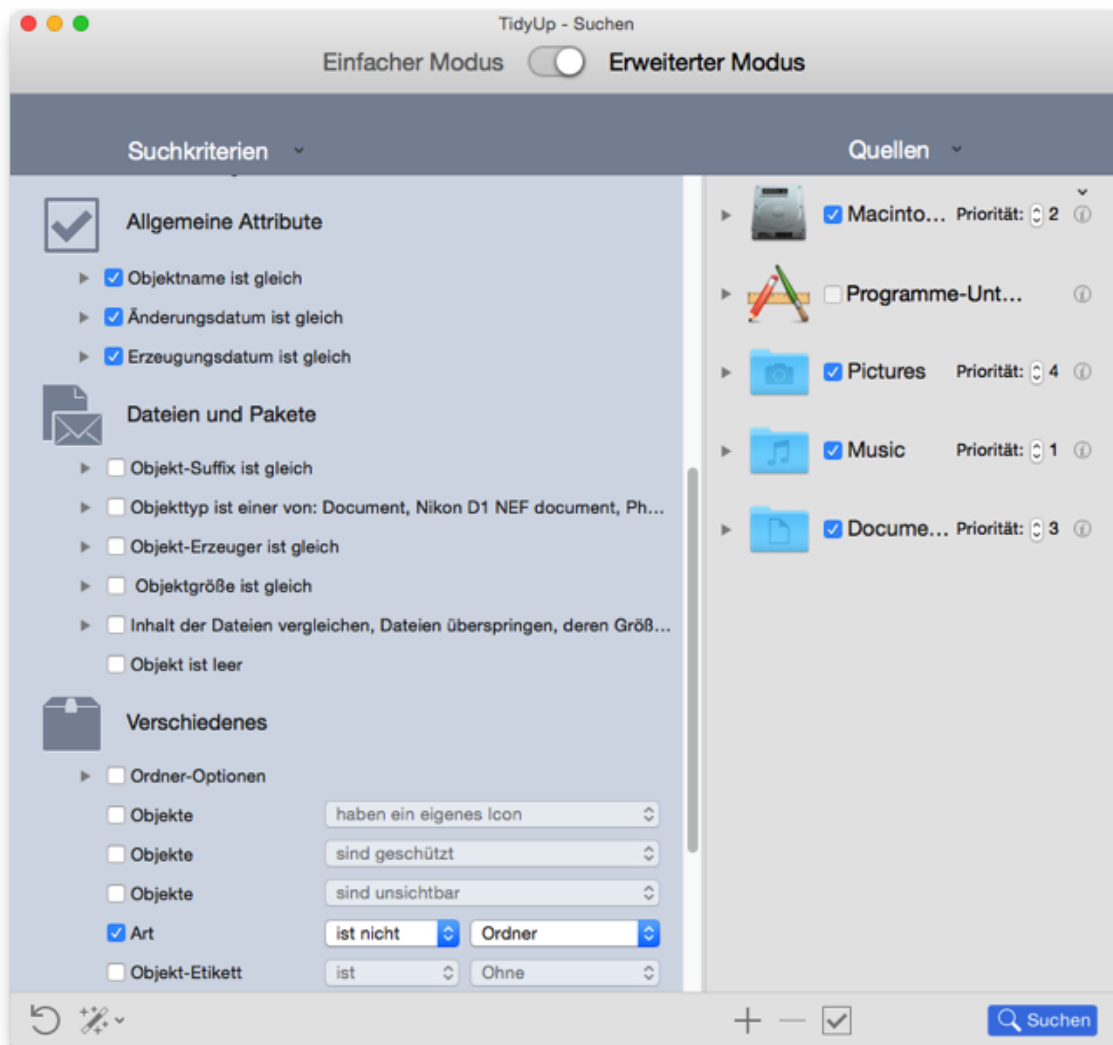 TidyUp - Suchen
Einfacher Modus Erweiterter Modus
Suchkriterien
Quellen
Allgemeine Attribute
Objektname ist gleich
Änderungsdatum ist gleich
Erzeugungsdatum ist gleich
Dateien und Pakete
Objekt-Suffix ist gleich
Objekttyp ist einer von: Document, Nikon D1 NEF document, Ph...
Objekt-Erzeuger ist gleich
Objektgröße ist gleich
Inhalt der Dateien vergleichen, Dateien überspringen, deren Größ...
Objekt ist leer
Verschiedenes
Ordner-Optionen
Objekte haben ein eigenes Icon
Objekte sind geschützt
Objekte sind unsichtbar
Art ist nicht Ordner
Objekt-Etikett ist Ohne
Macinto... Priorität: 2
Programme-Unt...
Pictures Priorität: 4
Music Priorität: 1
Docume... Priorität: 3
Suchen